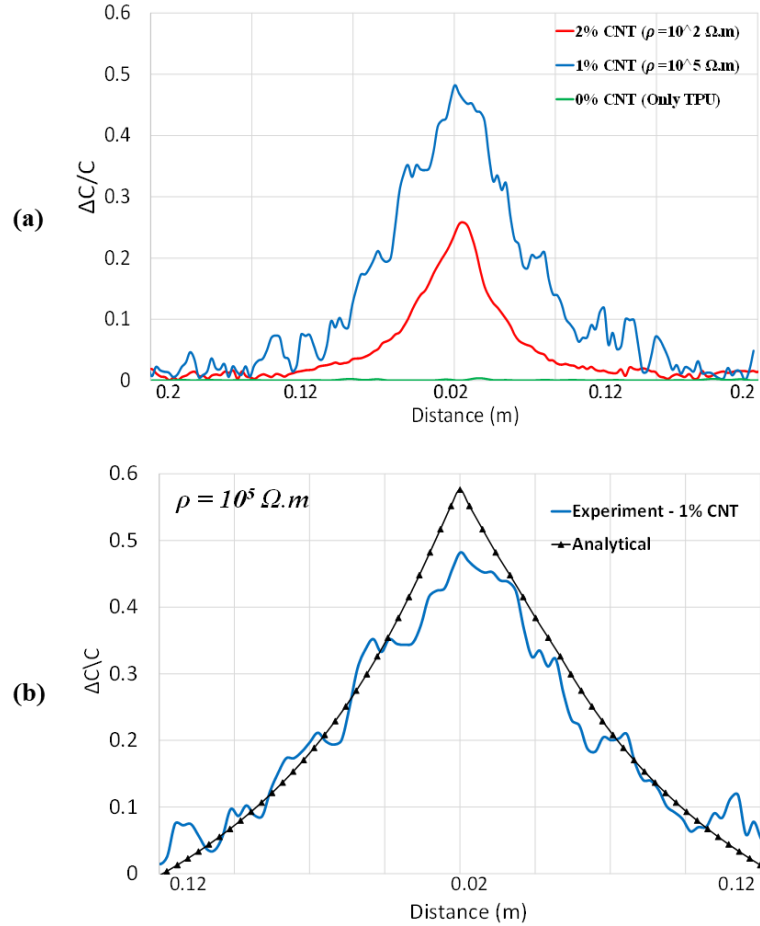 (a)
ΔC/C
0.6
0.5
0.4
0.3
0.2
0.1
0
2% CNT (ρ =10^2 Ω.m)
1% CNT (ρ =10^5 Ω.m)
0% CNT (Only TPU)
0.2 0.12 0.02 0.12 0.2
Distance (m)
(b)
ΔC\C
0.6
0.5
0.4
0.3
0.2
0.1
0
ρ = 10⁵ Ω.m
Experiment - 1% CNT
Analytical
0.12 0.02 0.12
Distance (m)